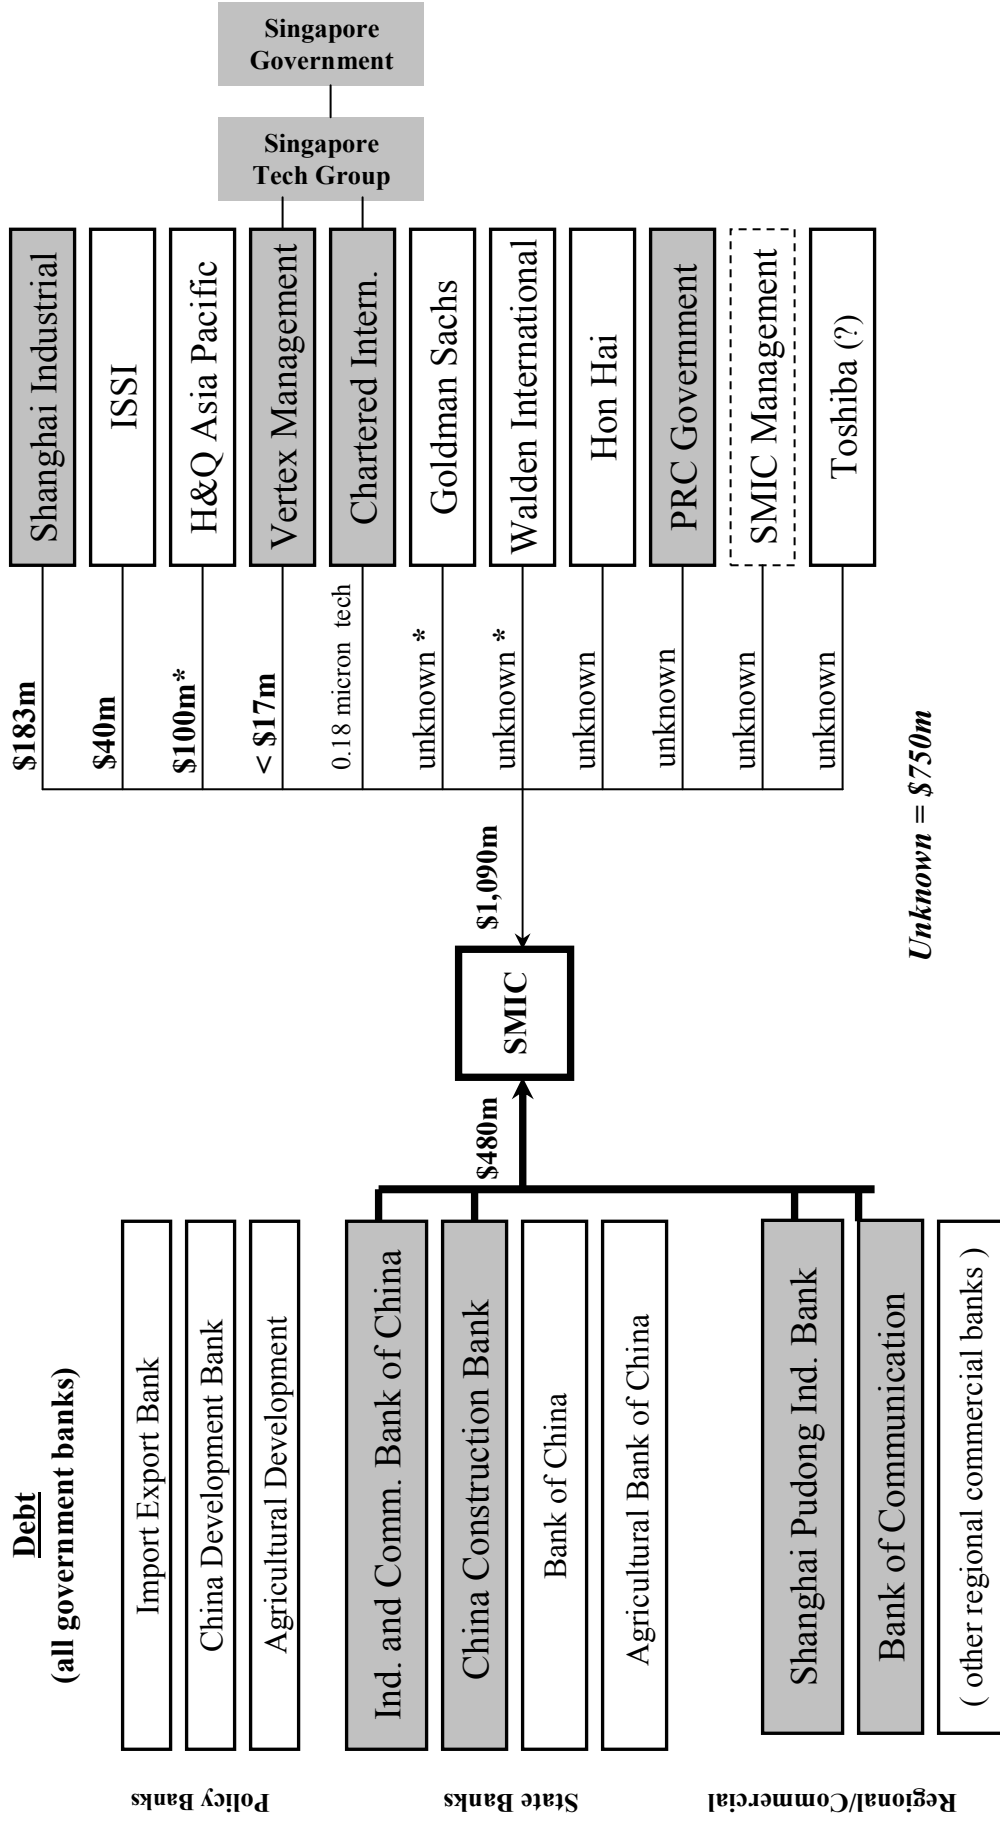 Debt
(all government banks)
Policy Banks
Import Export Bank
China Development Bank
Agricultural Development
State Banks
Ind. and Comm. Bank of China
China Construction Bank
Bank of China
Agricultural Bank of China
Regional/Commercial
Shanghai Pudong Ind. Bank
Bank of Communication
( other regional commercial banks )
$480m
SMIC
$1,090m
$183m
Shanghai Industrial
$40m
ISSI
$100m*
H&Q Asia Pacific
< $17m
Vertex Management
0.18 micron tech
Chartered Intern.
unknown *
Goldman Sachs
unknown *
Walden International
unknown
Hon Hai
unknown
PRC Government
unknown
SMIC Management
unknown
Toshiba (?)
Singapore
Tech Group
Singapore
Government
Unknown = $750m